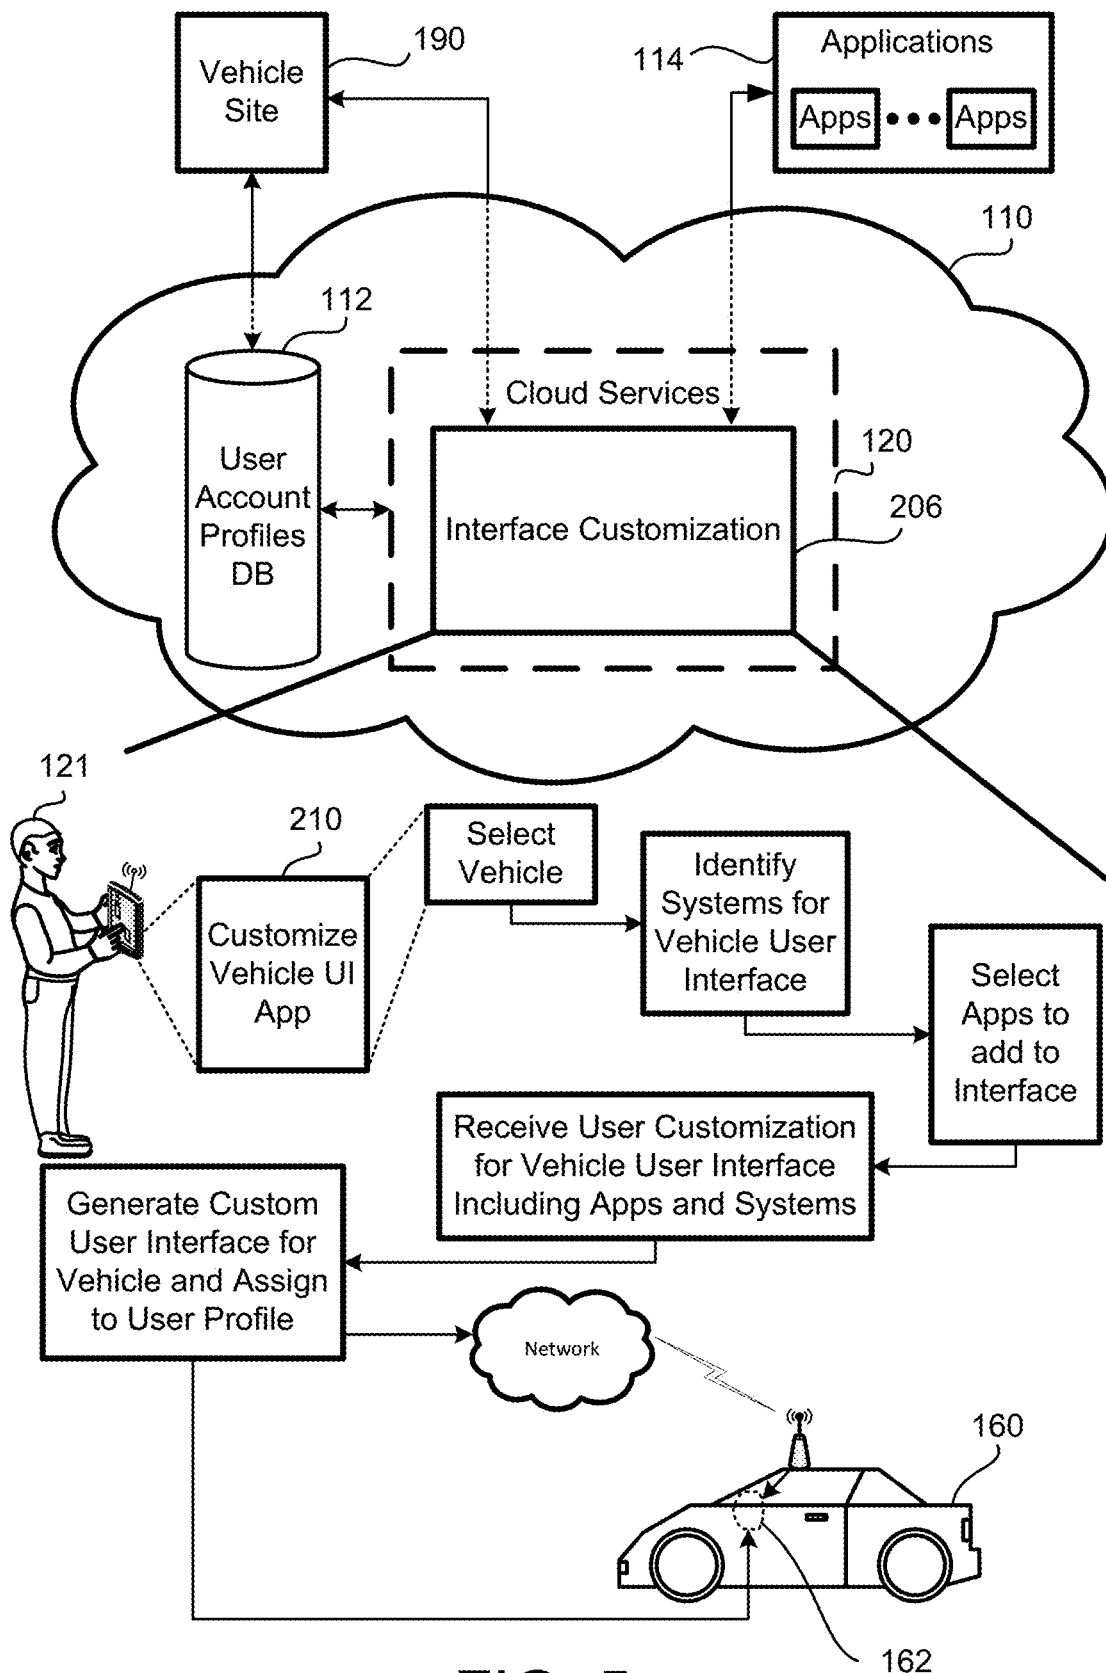 190
Vehicle
Site
114
Applications
Apps
Apps
110
112
Cloud Services
120
User
Account
Profiles
DB
206
Interface Customization
121
210
Select
Vehicle
Identify
Systems for
Vehicle User
Interface
Customize
Vehicle UI
App
Select
Apps to
add to
Interface
Receive User Customization
for Vehicle User Interface
Including Apps and Systems
Generate Custom
User Interface for
Vehicle and Assign
to User Profile
Network
160
162